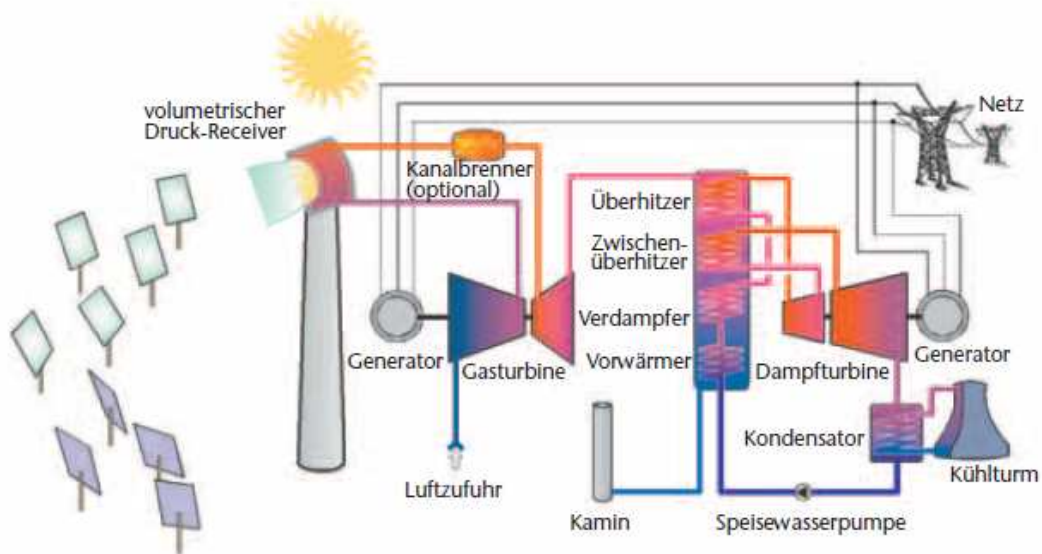 volumetrischer
Druck-Receiver
Netz
Kanalbrenner
(optional)
Überhitzer
Zwischen-
überhitzer
Verdampfer
Vorwärmer
Generator
Gasturbine
Dampfturbine
Generator
Kondensator
Kühlturm
Luftzufuhr
Kamin
Speisewasserpumpe